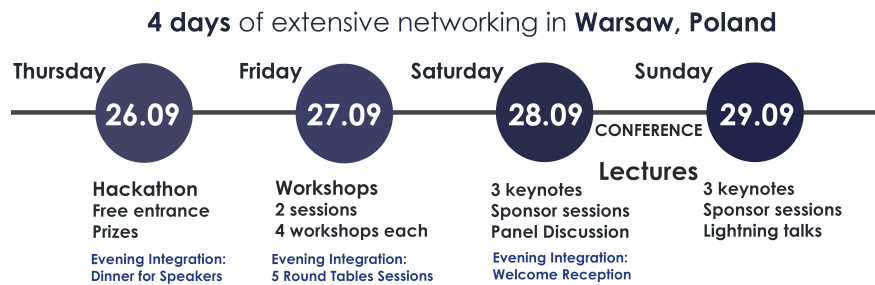 4 days of extensive networking in Warsaw, Poland
Thursday
26.09
Hackathon
Free entrance
Prizes
Evening Integration:
Dinner for Speakers
Friday
27.09
Workshops
2 sessions
4 workshops each
Evening Integration:
5 Round Tables Sessions
Saturday
28.09
CONFERENCE
Lectures
3 keynotes
Sponsor sessions
Panel Discussion
Evening Integration:
Welcome Reception
Sunday
29.09
3 keynotes
Sponsor sessions
Lightning talks